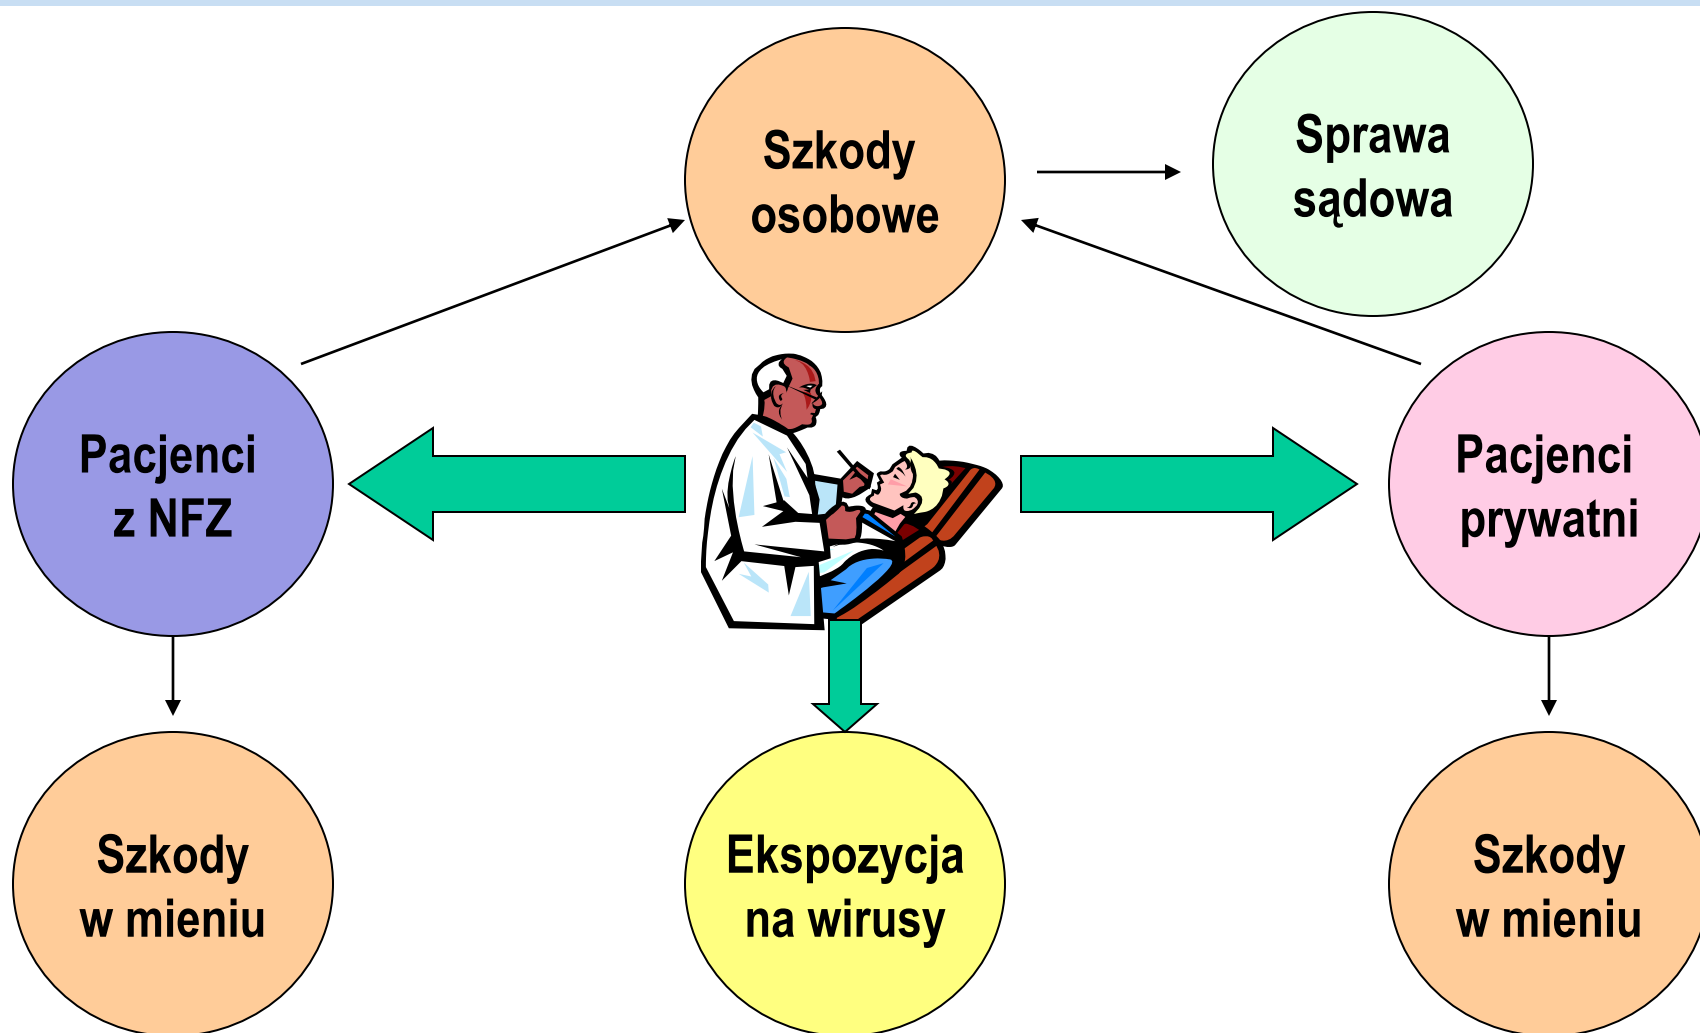 Szkody
osobowe
Sprawa
sądowa
Pacjenci
z NFZ
Pacjenci
prywatni
Szkody
w mieniu
Ekspozycja
na wirusy
Szkody
w mieniu